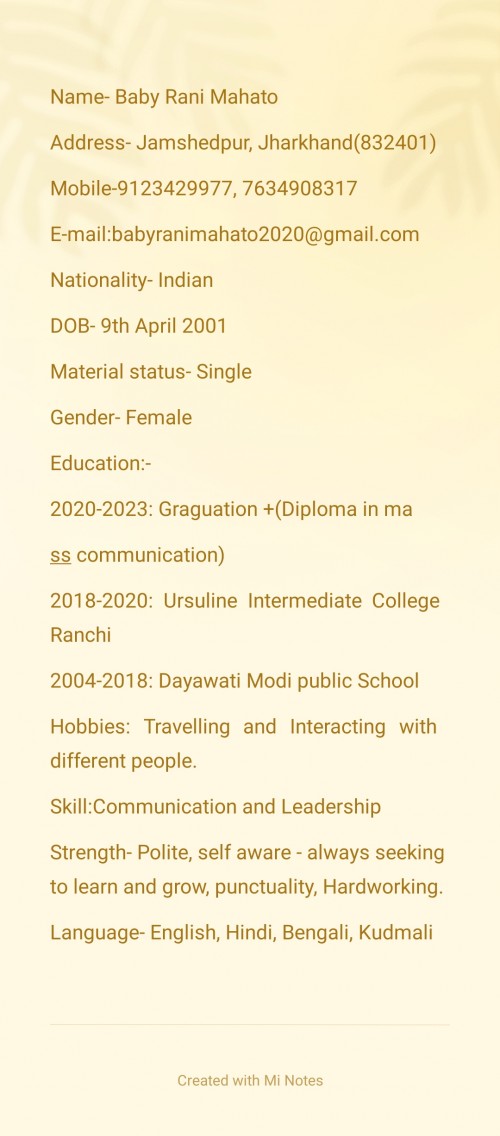 Name- Baby Rani Mahato
Address- Jamshedpur, Jharkhand(832401)
Mobile-9123429977, 7634908317
E-mail:babyranimahato2020@gmail.com
Nationality- Indian
DOB- 9th April 2001
Material status- Single
Gender- Female
Education:-
2020-2023: Graguation +(Diploma in ma
ss communication)
2018-2020: Ursuline Intermediate College
Ranchi
2004-2018: Dayawati Modi public School
Hobbies: Travelling and Interacting with
different people.
Skill:Communication and Leadership
Strength- Polite, self aware - always seeking
to learn and grow, punctuality, Hardworking.
Language- English, Hindi, Bengali, Kudmali
Created with Mi Notes